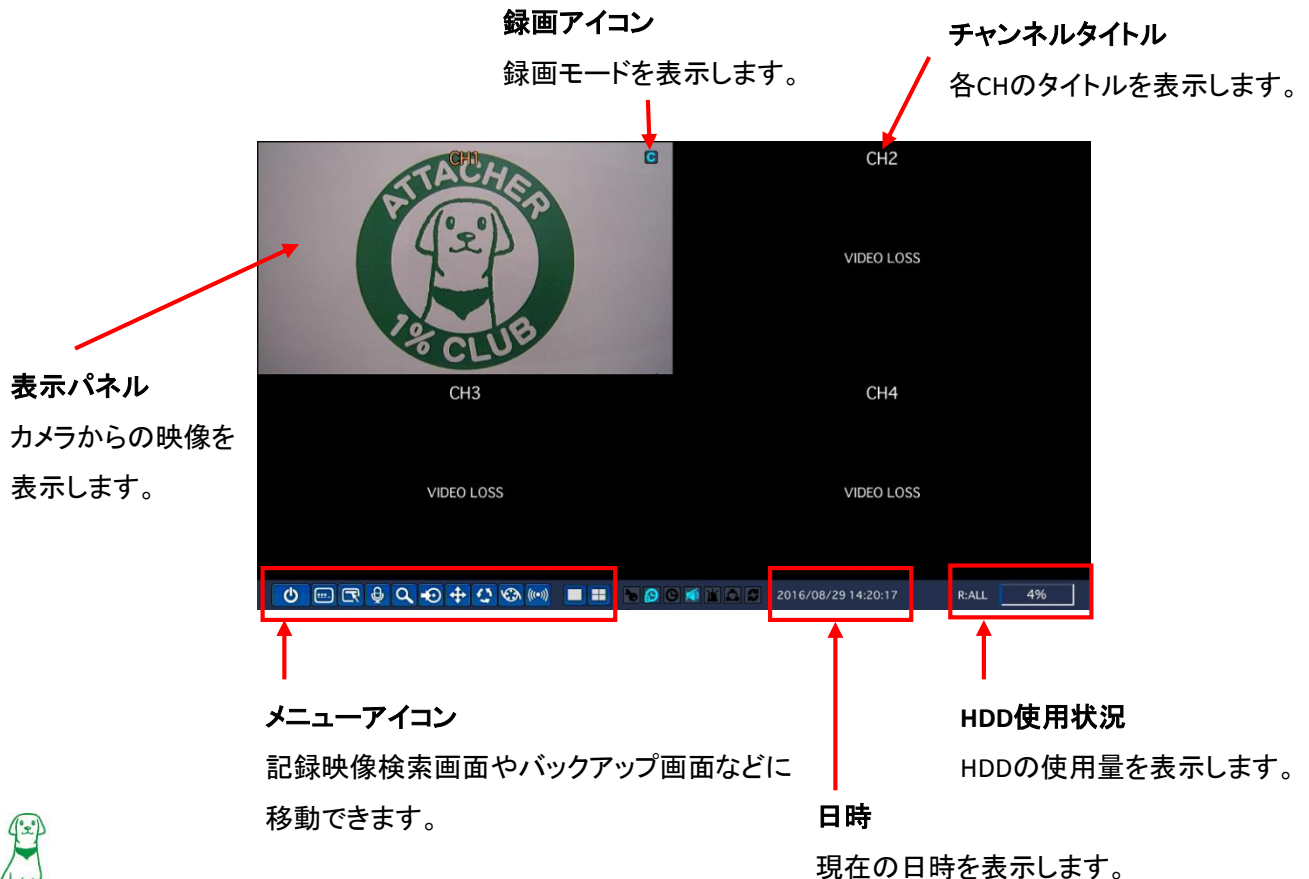 録画アイコン
録画モードを表示します。
チャンネルタイトル
各CHのタイトルを表示します。
CH1
C
CH2
ATTACHER
1% CLUB
VIDEO LOSS
表示パネル
カメラからの映像を
表示します。
CH3
CH4
VIDEO LOSS
VIDEO LOSS
2016/08/29 14:20:17
R:ALL
4%
メニューアイコン
記録映像検索画面やバックアップ画面などに
移動できます。
HDD使用状況
HDDの使用量を表示します。
日時
現在の日時を表示します。